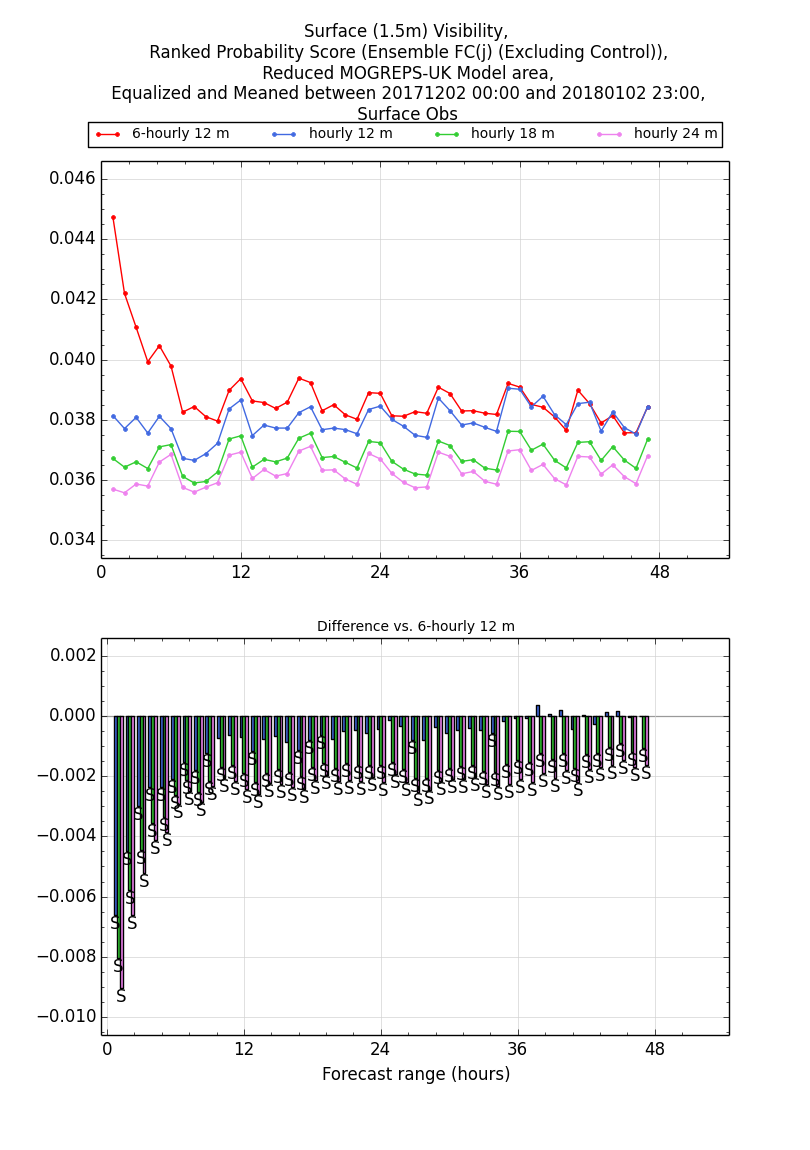 Surface (1.5m) Visibility,
Ranked Probability Score (Ensemble FC(j) (Excluding Control)),
Reduced MOGREPS-UK Model area,
Equalized and Meaned between 20171202 00:00 and 20180102 23:00,
Surface Obs
6-hourly 12 m hourly 12 m hourly 18 m hourly 24 m
0.046
0.044
0.042
0.040
0.038
0.036
0.034
0 12 24 36 48
Difference vs. 6-hourly 12 m
0.002
0.000
−0.002
−0.004
−0.006
−0.008
−0.010
0 12 24 36 48
Forecast range (hours)